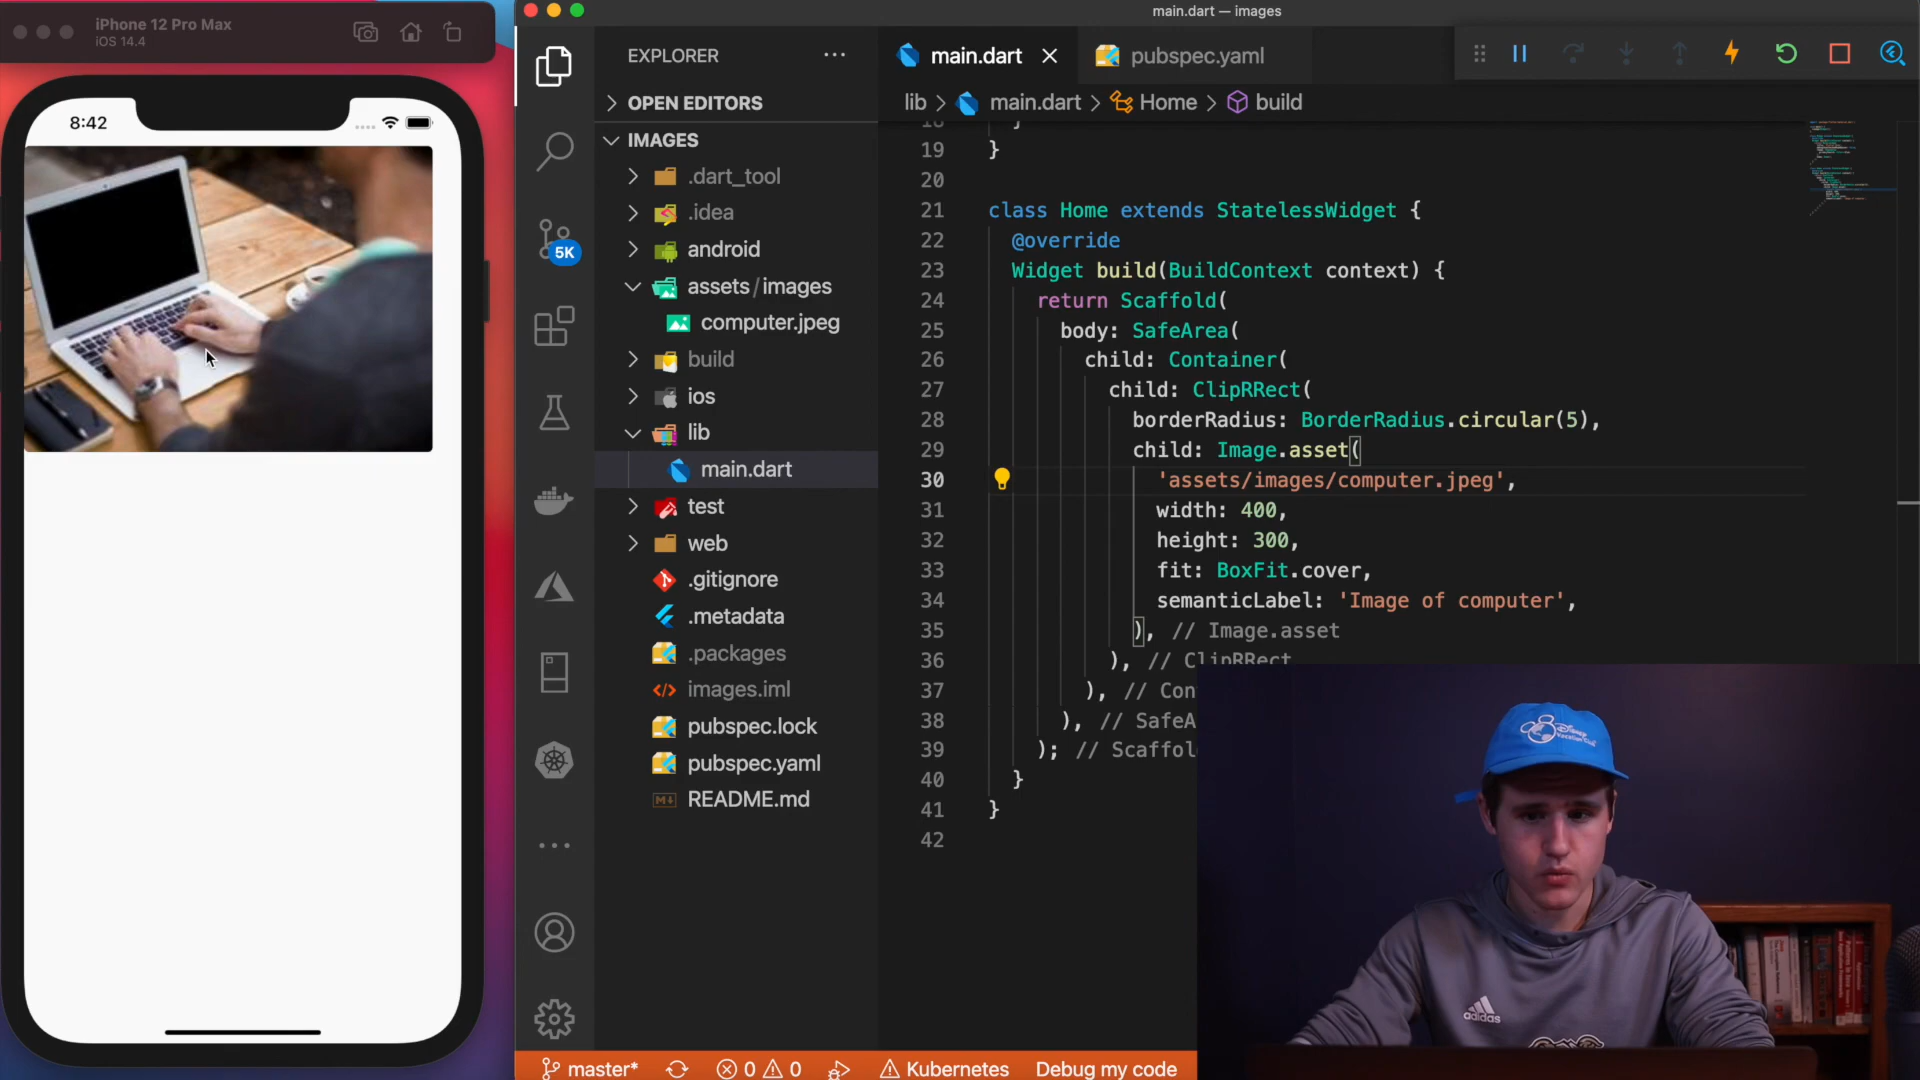 iPhone 12 Pro Max
iOS 14.4
8:42
main.dart — images
EXPLORER
OPEN EDITORS
IMAGES
.dart_tool
.idea
android
assets/images
computer.jpeg
build
ios
lib
main.dart
test
web
.gitignore
.metadata
.packages
images.iml
pubspec.lock
pubspec.yaml
README.md
5K
main.dart
pubspec.yaml
lib > main.dart > Home > build
19 }
20
21 class Home extends StatelessWidget {
22 @override
23 Widget build(BuildContext context) {
24 return Scaffold(
25 body: SafeArea(
26 child: Container(
27 child: ClipRRect(
28 borderRadius: BorderRadius.circular(5),
29 child: Image.asset(
30 'assets/images/computer.jpeg',
31 width: 400,
32 height: 300,
33 fit: BoxFit.cover,
34 semanticLabel: 'Image of computer',
35 ), // Image.asset
36 ), // ClipRRect
37 ), // Con
38 ), // SafeA
39 ); // Scaffol
40 }
41 }
42
Disney
Vacation Club
adidas
master*
0
0
Kubernetes
Debug my code